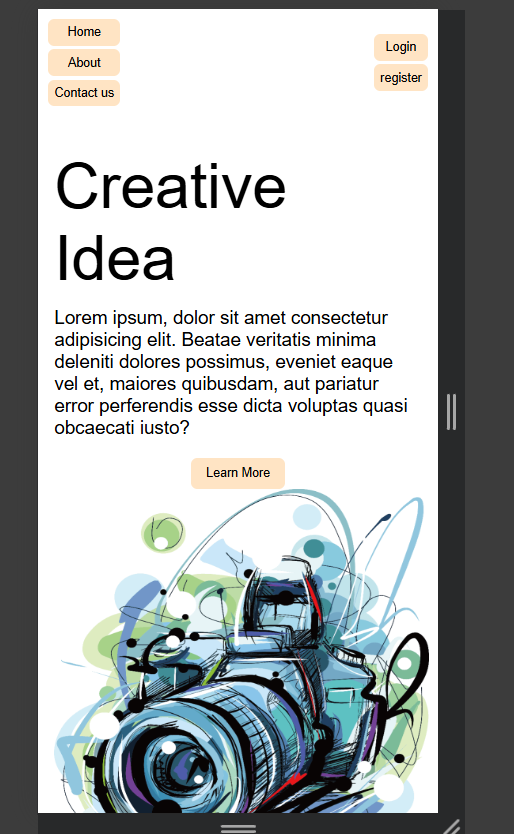 Home
About
Contact us
Login
register
Creative
Idea
Lorem ipsum, dolor sit amet consectetur
adipisicing elit. Beatae veritatis minima
deleniti dolores possimus, eveniet eaque
vel et, maiores quibusdam, aut pariatur
error perferendis esse dicta voluptas quasi
obcaecati iusto?
Learn More